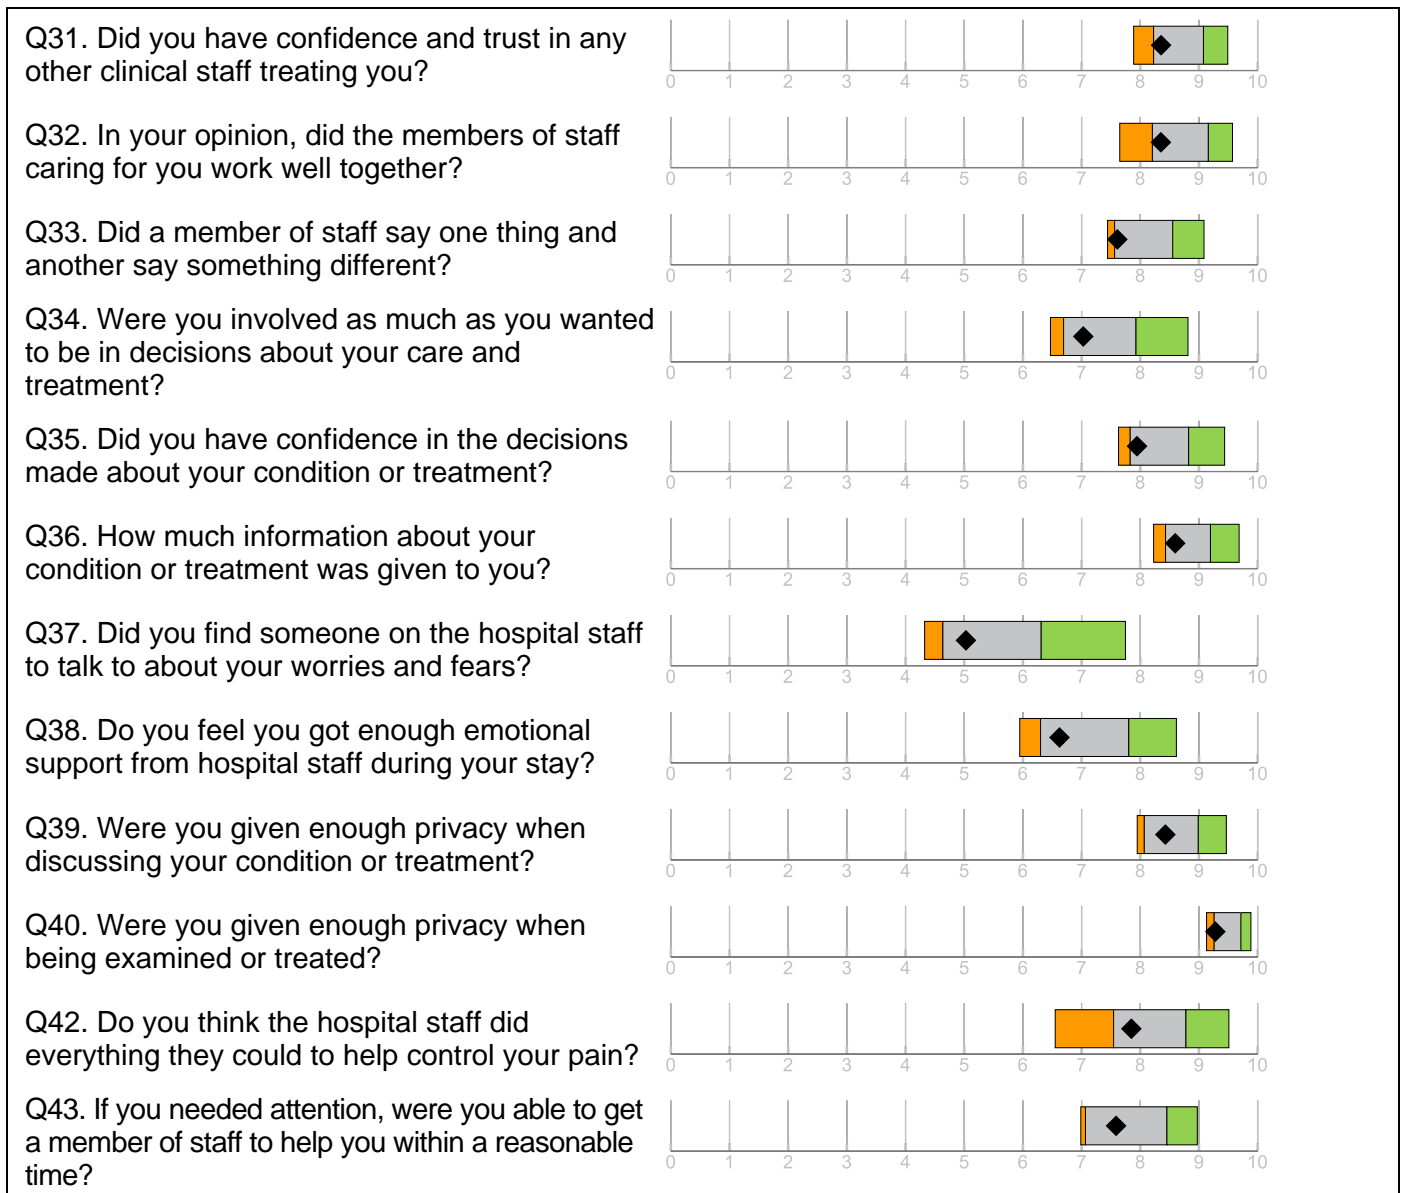 Q31. Did you have confidence and trust in any
other clinical staff treating you?
0 1 2 3 4 5 6 7 8 9 10
Q32. In your opinion, did the members of staff
caring for you work well together?
0 1 2 3 4 5 6 7 8 9 10
Q33. Did a member of staff say one thing and
another say something different?
0 1 2 3 4 5 6 7 8 9 10
Q34. Were you involved as much as you wanted
to be in decisions about your care and
treatment?
0 1 2 3 4 5 6 7 8 9 10
Q35. Did you have confidence in the decisions
made about your condition or treatment?
0 1 2 3 4 5 6 7 8 9 10
Q36. How much information about your
condition or treatment was given to you?
0 1 2 3 4 5 6 7 8 9 10
Q37. Did you find someone on the hospital staff
to talk to about your worries and fears?
0 1 2 3 4 5 6 7 8 9 10
Q38. Do you feel you got enough emotional
support from hospital staff during your stay?
0 1 2 3 4 5 6 7 8 9 10
Q39. Were you given enough privacy when
discussing your condition or treatment?
0 1 2 3 4 5 6 7 8 9 10
Q40. Were you given enough privacy when
being examined or treated?
0 1 2 3 4 5 6 7 8 9 10
Q42. Do you think the hospital staff did
everything they could to help control your pain?
0 1 2 3 4 5 6 7 8 9 10
Q43. If you needed attention, were you able to get
a member of staff to help you within a reasonable
time?
0 1 2 3 4 5 6 7 8 9 10